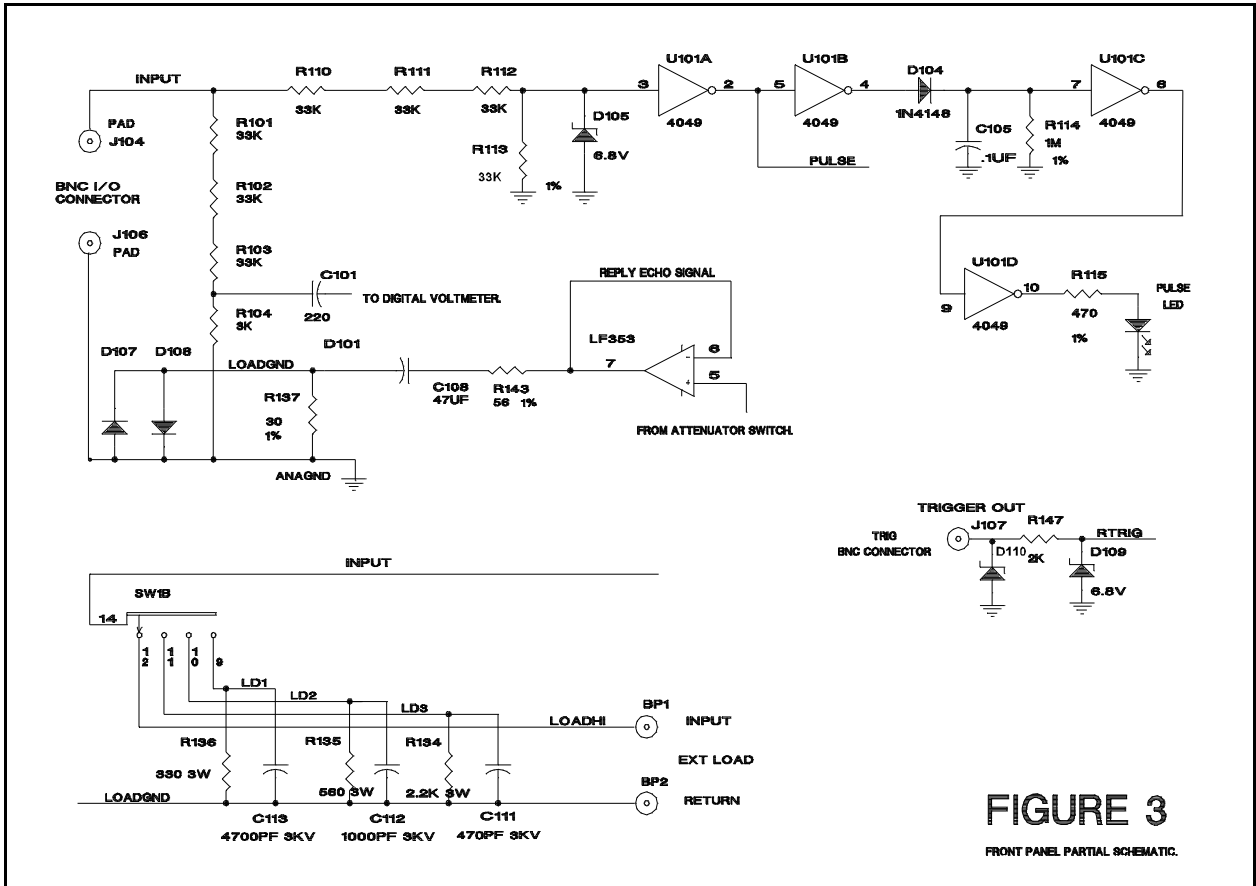 INPUT
R110
33K
R111
33K
R112
33K
U101A
3
2
4049
U101B
5
4
4049
D104
1N4148
U101C
7
6
4049
PAD
J104
R101
33K
D105
6.8V
R113
33K
1%
PULSE
C105
.1UF
R114
1M
1%
BNC I/O
CONNECTOR
R102
33K
J106
PAD
R103
33K
C101
220
TO DIGITAL VOLTMETER.
REPLY ECHO SIGNAL
U101D
9
10
4049
R115
470
1%
PULSE
LED
R104
3K
D101
LF353
7
6
5
-
+
D107
D108
LOADGND
R137
30
1%
C108
47UF
R143
56 1%
FROM ATTENUATOR SWITCH.
ANAGND
TRIGGER OUT
J107
TRIG
BNC CONNECTOR
R147
2K
D110
RTRIG
D109
6.8V
INPUT
SW1B
14
12
11
10
9
LD1
LD2
LD3
LOADHI
BP1
INPUT
R136
330 3W
R135
560 3W
R134
2.2K 3W
EXT LOAD
BP2
RETURN
LOADGND
C113
4700PF 3KV
C112
1000PF 3KV
C111
470PF 3KV
FIGURE 3
FRONT PANEL PARTIAL SCHEMATIC.